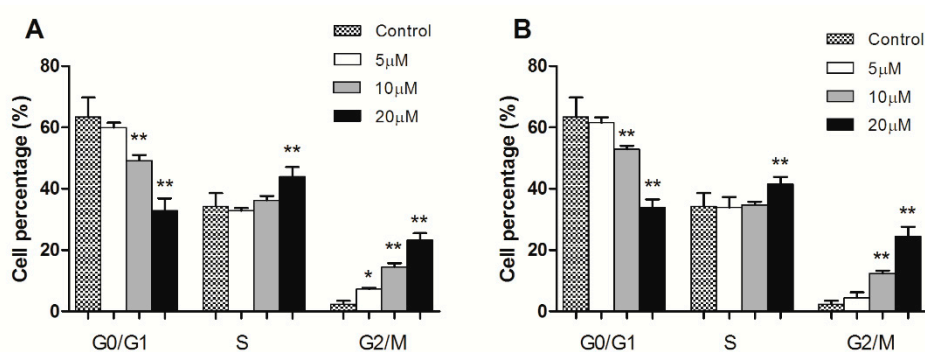 A
Control
5μM
10μM
20μM
Cell percentage (%)
80
60
40
20
0
**
**
**
*
**
**
G0/G1
S
G2/M
B
Control
5μM
10μM
20μM
Cell percentage (%)
80
60
40
20
0
**
**
**
**
**
G0/G1
S
G2/M